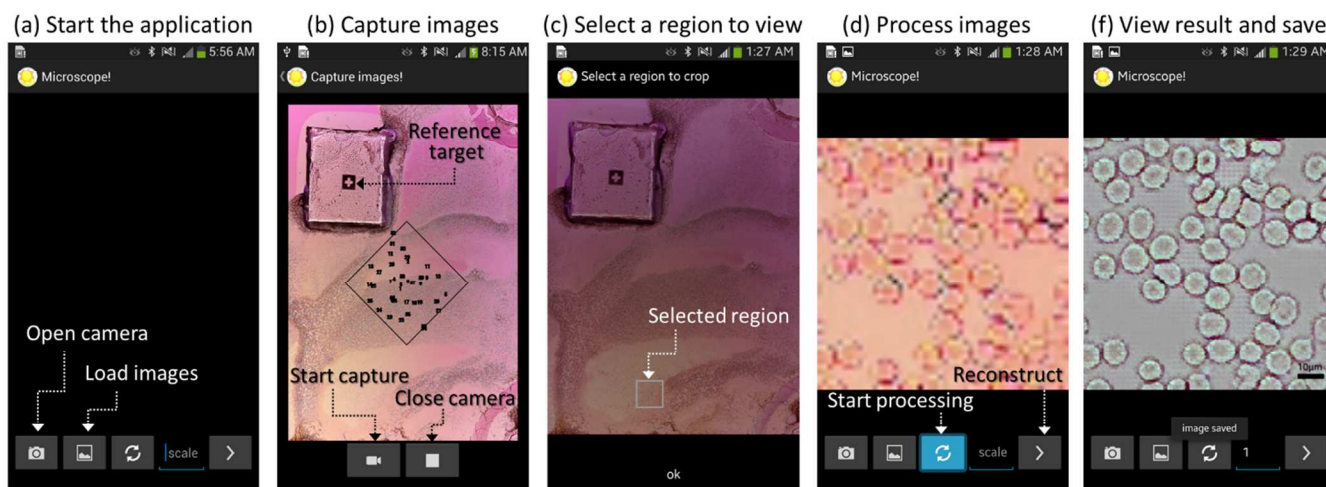 (a) Start the application
5:56 AM
Microscope!
Open camera
Load images
scale
(b) Capture images
8:15 AM
Capture images!
Reference
target
Start capture
Close camera
(c) Select a region to view
1:27 AM
Select a region to crop
Selected region
ok
(d) Process images
1:28 AM
Microscope!
Reconstruct
Start processing
scale
(f) View result and save
1:29 AM
Microscope!
10μm
image saved
1